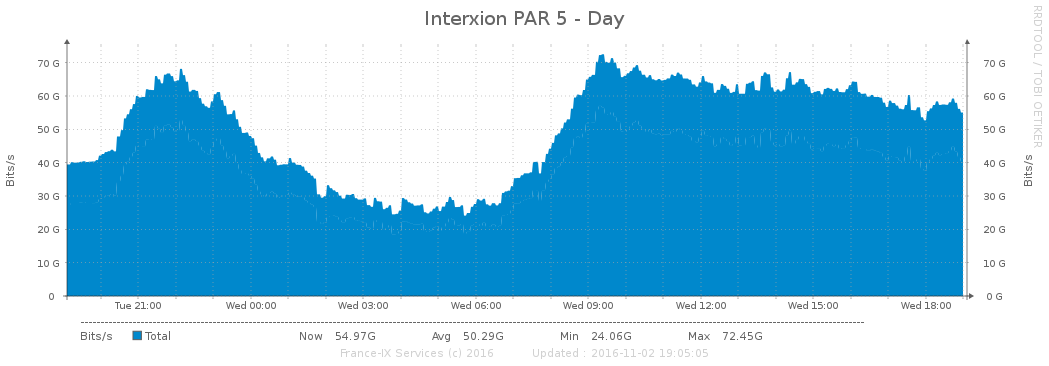 Interxion PAR 5 - Day
RRDTOOL / TOBI OETIKER
Bits/s
70 G
60 G
50 G
40 G
30 G
20 G
10 G
0
70 G
60 G
50 G
40 G
30 G
20 G
10 G
0 G
Bits/s
Tue 21:00 Wed 00:00 Wed 03:00 Wed 06:00 Wed 09:00 Wed 12:00 Wed 15:00 Wed 18:00
Bits/s Total Now 54.97G Avg 50.29G Min 24.06G Max 72.45G
France-IX Services (c) 2016 Updated : 2016-11-02 19:05:05